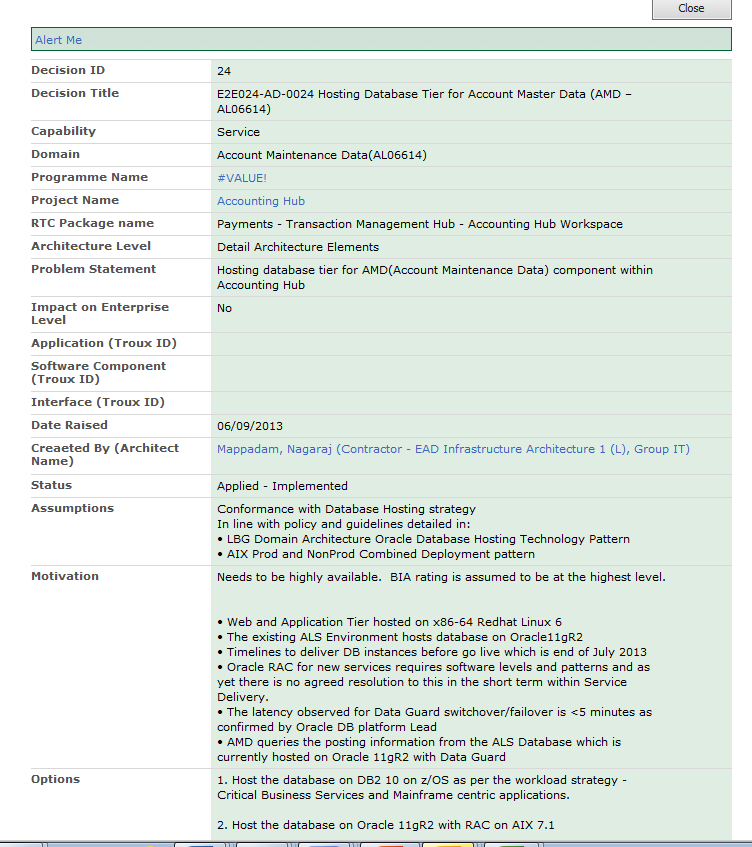 Close
Alert Me
Decision ID
24
Decision Title
E2E024-AD-0024 Hosting Database Tier for Account Master Data (AMD –
AL06614)
Capability
Service
Domain
Account Maintenance Data(AL06614)
Programme Name
#VALUE!
Project Name
Accounting Hub
RTC Package name
Payments - Transaction Management Hub - Accounting Hub Workspace
Architecture Level
Detail Architecture Elements
Problem Statement
Hosting database tier for AMD(Account Maintenance Data) component within
Accounting Hub
Impact on Enterprise
Level
No
Application (Troux ID)
Software Component
(Troux ID)
Interface (Troux ID)
Date Raised
06/09/2013
Creaeted By (Architect
Name)
Mappadam, Nagaraj (Contractor - EAD Infrastructure Architecture 1 (L), Group IT)
Status
Applied - Implemented
Assumptions
Conformance with Database Hosting strategy
In line with policy and guidelines detailed in:
• LBG Domain Architecture Oracle Database Hosting Technology Pattern
• AIX Prod and NonProd Combined Deployment pattern
Motivation
Needs to be highly available.  BIA rating is assumed to be at the highest level.
• Web and Application Tier hosted on x86-64 Redhat Linux 6
• The existing ALS Environment hosts database on Oracle11gR2
• Timelines to deliver DB instances before go live which is end of July 2013
• Oracle RAC for new services requires software levels and patterns and as
yet there is no agreed resolution to this in the short term within Service
Delivery.
• The latency observed for Data Guard switchover/failover is <5 minutes as
confirmed by Oracle DB platform Lead
• AMD queries the posting information from the ALS Database which is
currently hosted on Oracle 11gR2 with Data Guard
Options
1. Host the database on DB2 10 on z/OS as per the workload strategy -
Critical Business Services and Mainframe centric applications.
2. Host the database on Oracle 11gR2 with RAC on AIX 7.1